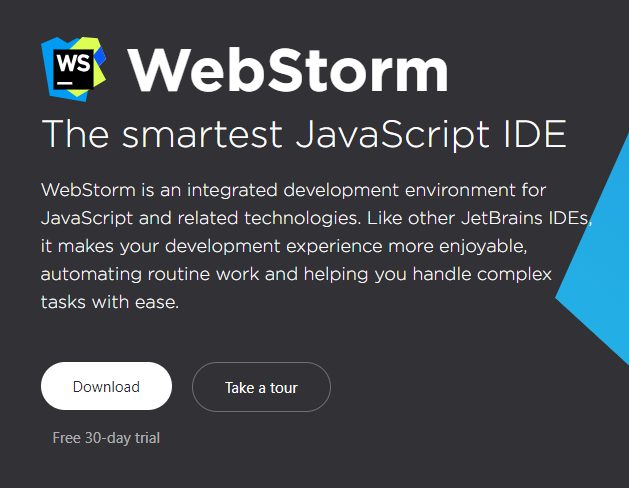 WS
WebStorm
The smartest JavaScript IDE
WebStorm is an integrated development environment for
JavaScript and related technologies. Like other JetBrains IDEs,
it makes your development experience more enjoyable,
automating routine work and helping you handle complex
tasks with ease.
Download
Take a tour
Free 30-day trial